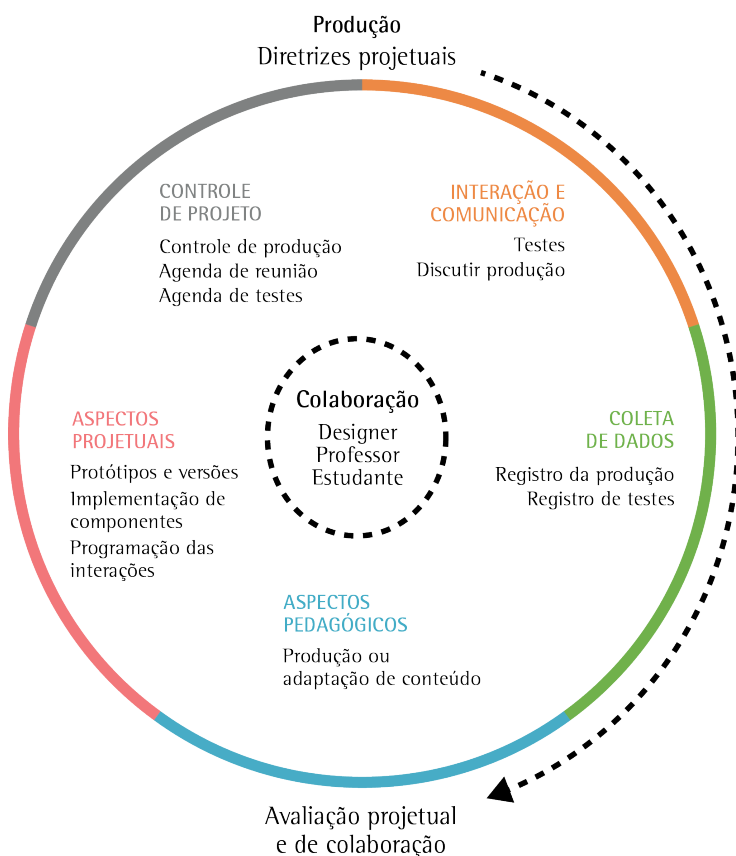 Produção
Diretrizes projetuais
CONTROLE
DE PROJETO
Controle de produção
Agenda de reunião
Agenda de testes
INTERAÇÃO E
COMUNICAÇÃO
Testes
Discutir produção
Colaboração
Designer
Professor
Estudante
ASPECTOS
PROJETUAIS
Protótipos e versões
Implementação de
componentes
Programação das
interações
COLETA
DE DADOS
Registro da produção
Registro de testes
ASPECTOS
PEDAGÓGICOS
Produção ou
adaptação de conteúdo
Avaliação projetual
e de colaboração